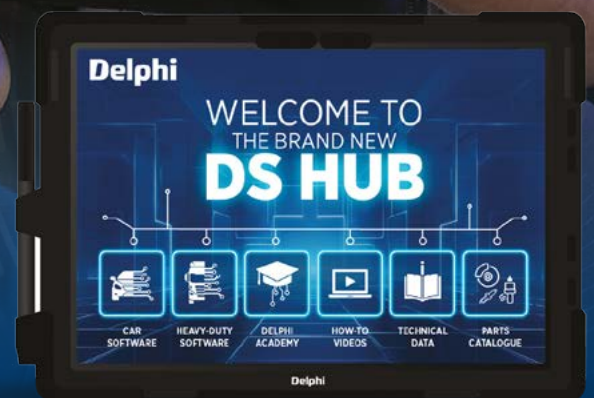 Delphi
WELCOME TO
THE BRAND NEW
DS HUB
CAR
SOFTWARE
HEAVY-DUTY
SOFTWARE
DELPHI
ACADEMY
HOW-TO
VIDEOS
TECHNICAL
DATA
PARTS
CATALOGUE
Delphi